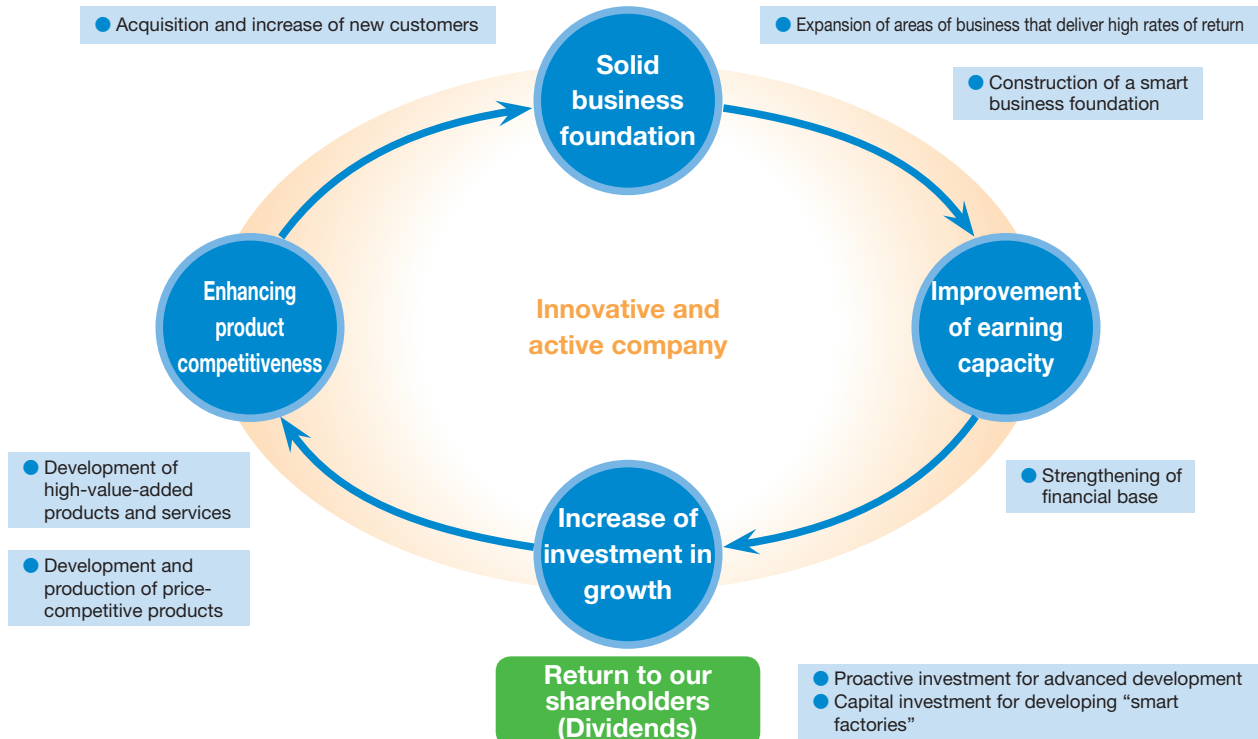 ● Acquisition and increase of new customers
● Expansion of areas of business that deliver high rates of return
Solid
business
foundation
● Construction of a smart
business foundation
Enhancing
product
competitiveness
Innovative and
active company
Improvement
of earning
capacity
● Development of
high-value-added
products and services
● Strengthening of
financial base
● Development and
production of price-
competitive products
Increase of
investment in
growth
Return to our
shareholders
(Dividends)
● Proactive investment for advanced development
● Capital investment for developing “smart
factories”